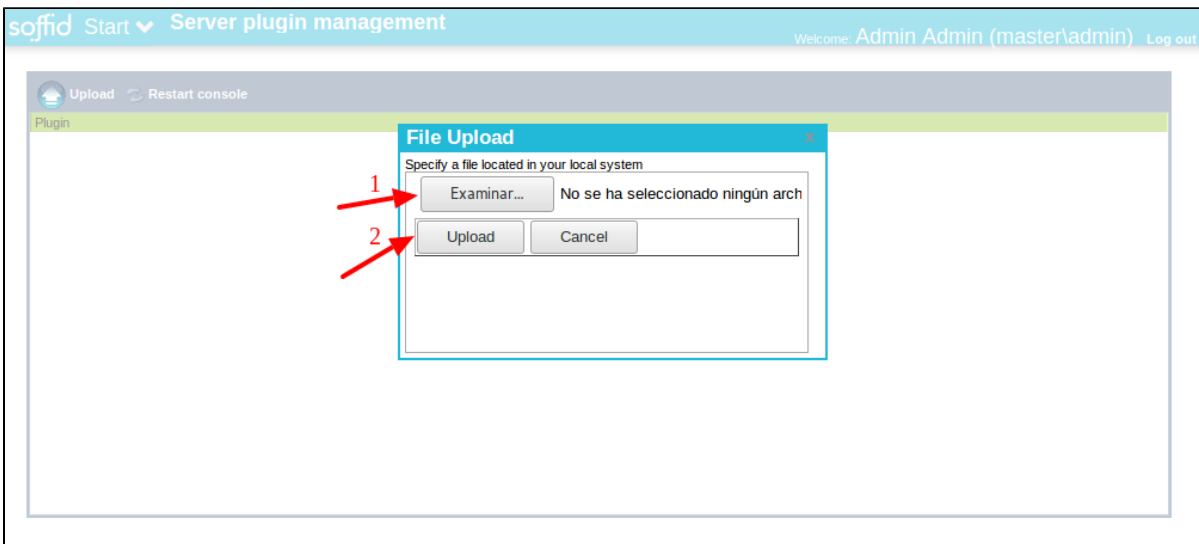 soffid Start Server plugin management
Welcome: Admin Admin (master\admin) Log out
Upload Restart console
Plugin
File Upload x
Specify a file located in your local system
1 Examinar... No se ha seleccionado ningún arch
2 Upload Cancel